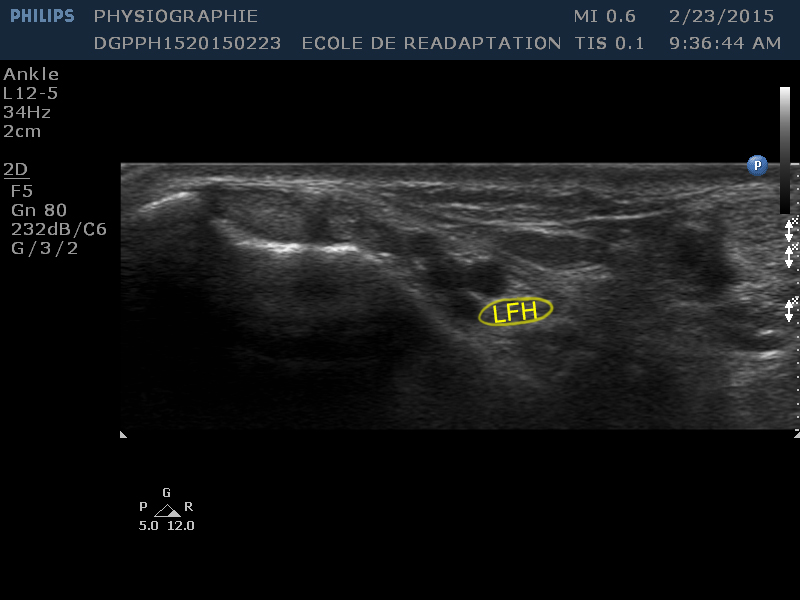 PHILIPS PHYSIOGRAPHIE MI 0.6 2/23/2015
DGPPH1520150223 ECOLE DE READAPTATION TIS 0.1 9:36:44 AM
Ankle
L12-5
34Hz
2cm
2D
F5
Gn 80
232dB/C6
G/3/2
P
LFH
G
P R
5.0 12.0